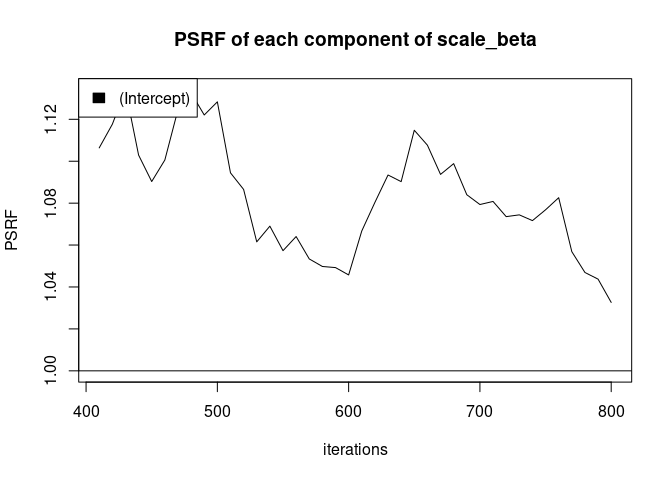 PSRF of each component of scale_beta
(Intercept)
PSRF
1.12
1.08
1.04
1.00
400 500 600 700 800
iterations